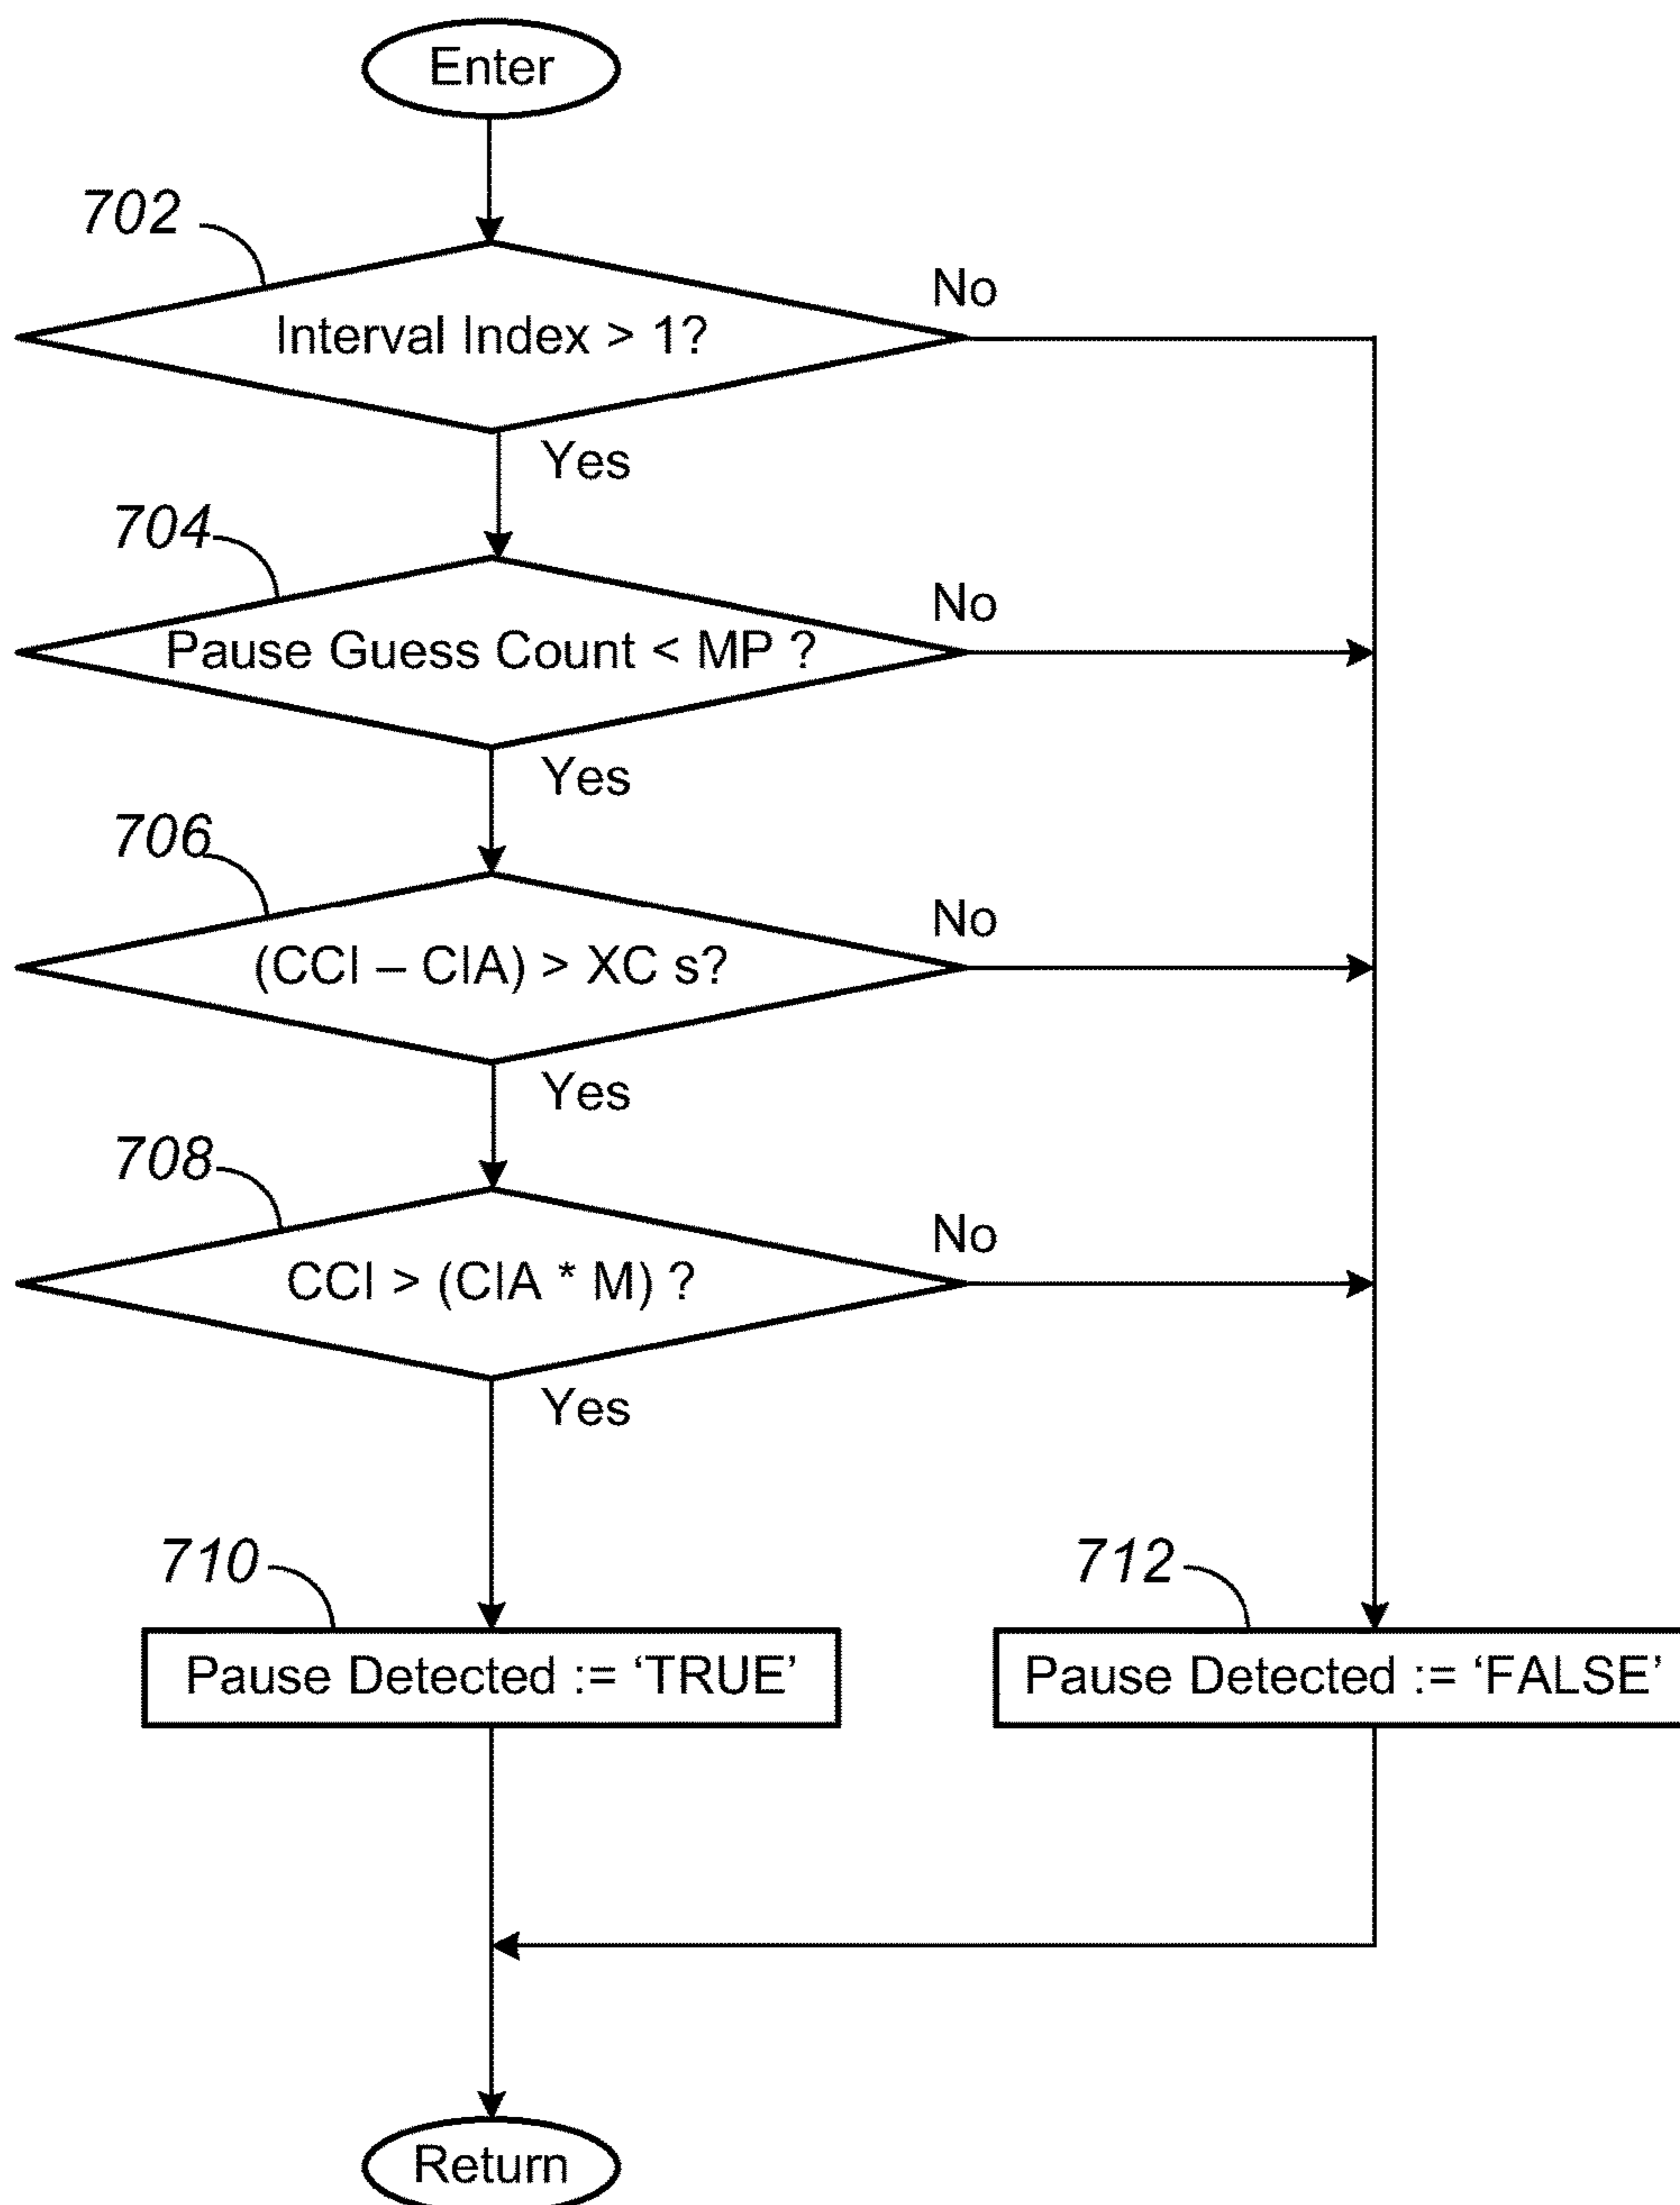 Enter
702
No
Interval Index > 1?
Yes
704
No
Pause Guess Count < MP ?
Yes
706
No
(CCI – CIA) > XC s?
Yes
708
No
CCI > (CIA * M) ?
Yes
710
712
Pause Detected := ‘TRUE’
Pause Detected := ‘FALSE’
Return